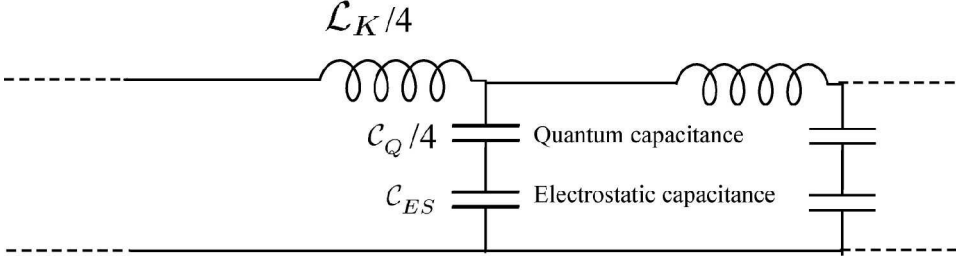 ℒ_K/4
𝒞_Q/4 Quantum capacitance
𝒞_ES Electrostatic capacitance